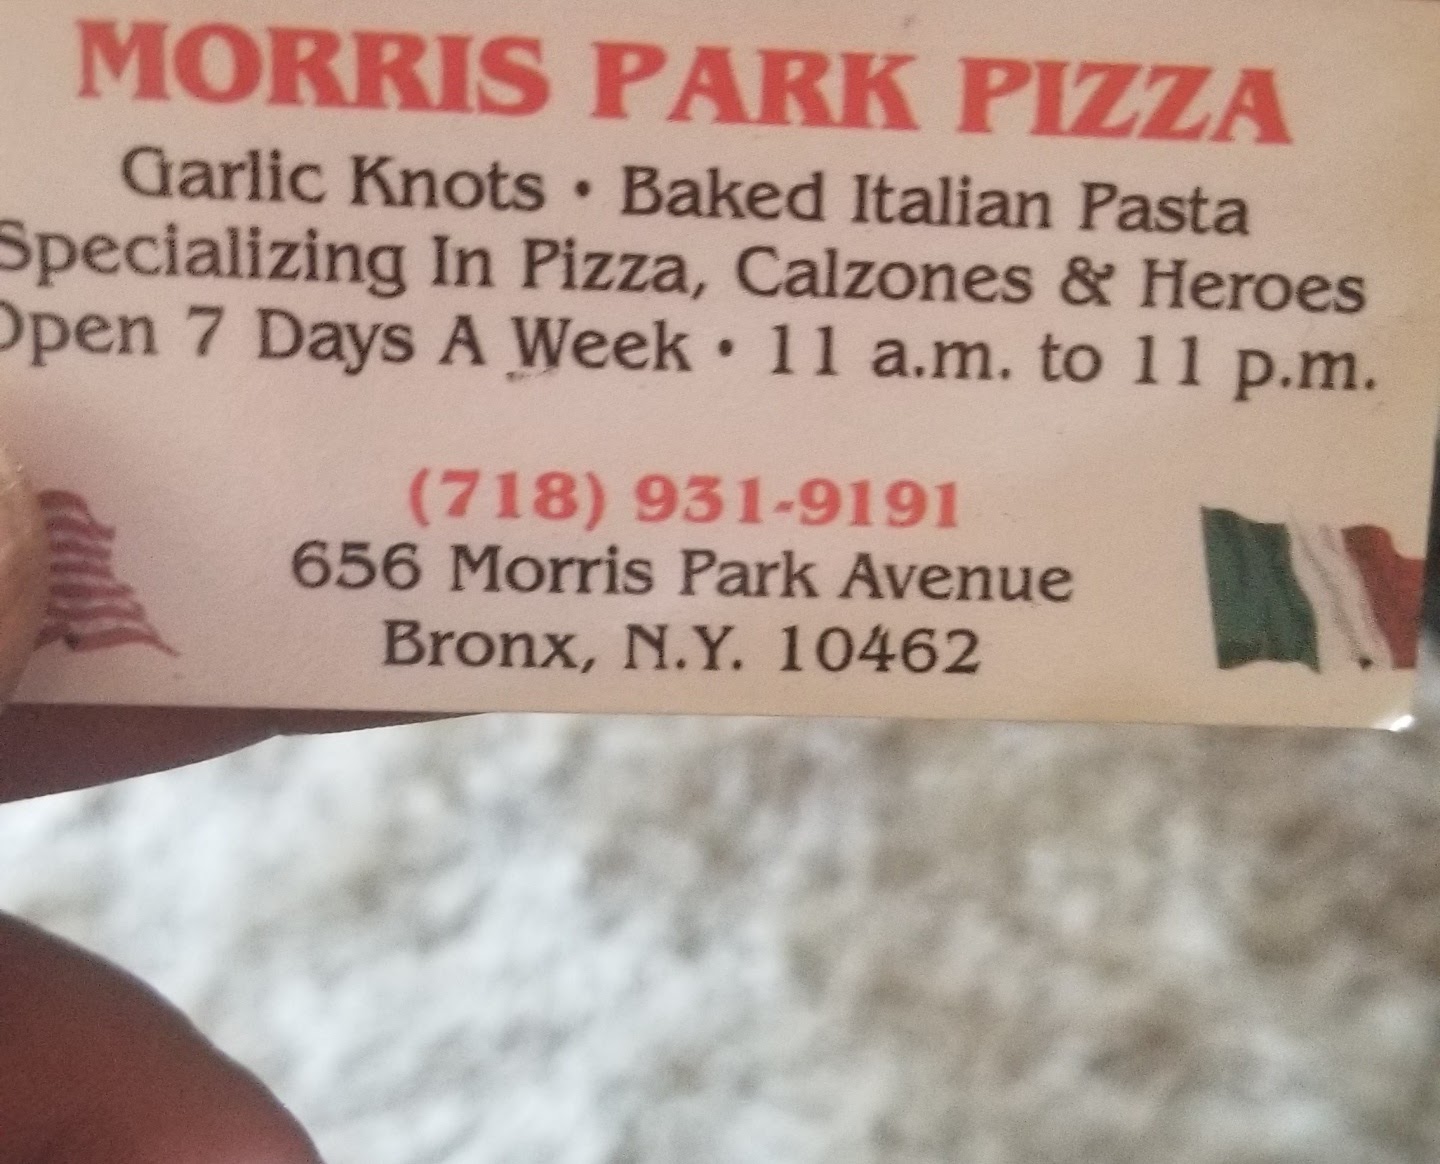 MORRIS PARK PIZZA
Garlic Knots • Baked Italian Pasta
Specializing In Pizza, Calzones & Heroes
Open 7 Days A Week • 11 a.m. to 11 p.m.
(718) 931-9191
656 Morris Park Avenue
Bronx, N.Y. 10462